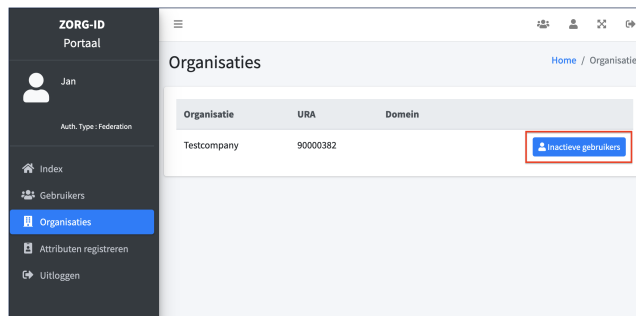 ZORG-ID
Portaal
Jan
Auth. Type : Federation
Index
Gebruikers
Organisaties
Attributen registreren
Uitloggen
Organisaties
Home / Organisatie
Organisatie URA Domein
Testcompany 90000382 Inactieve gebruikers